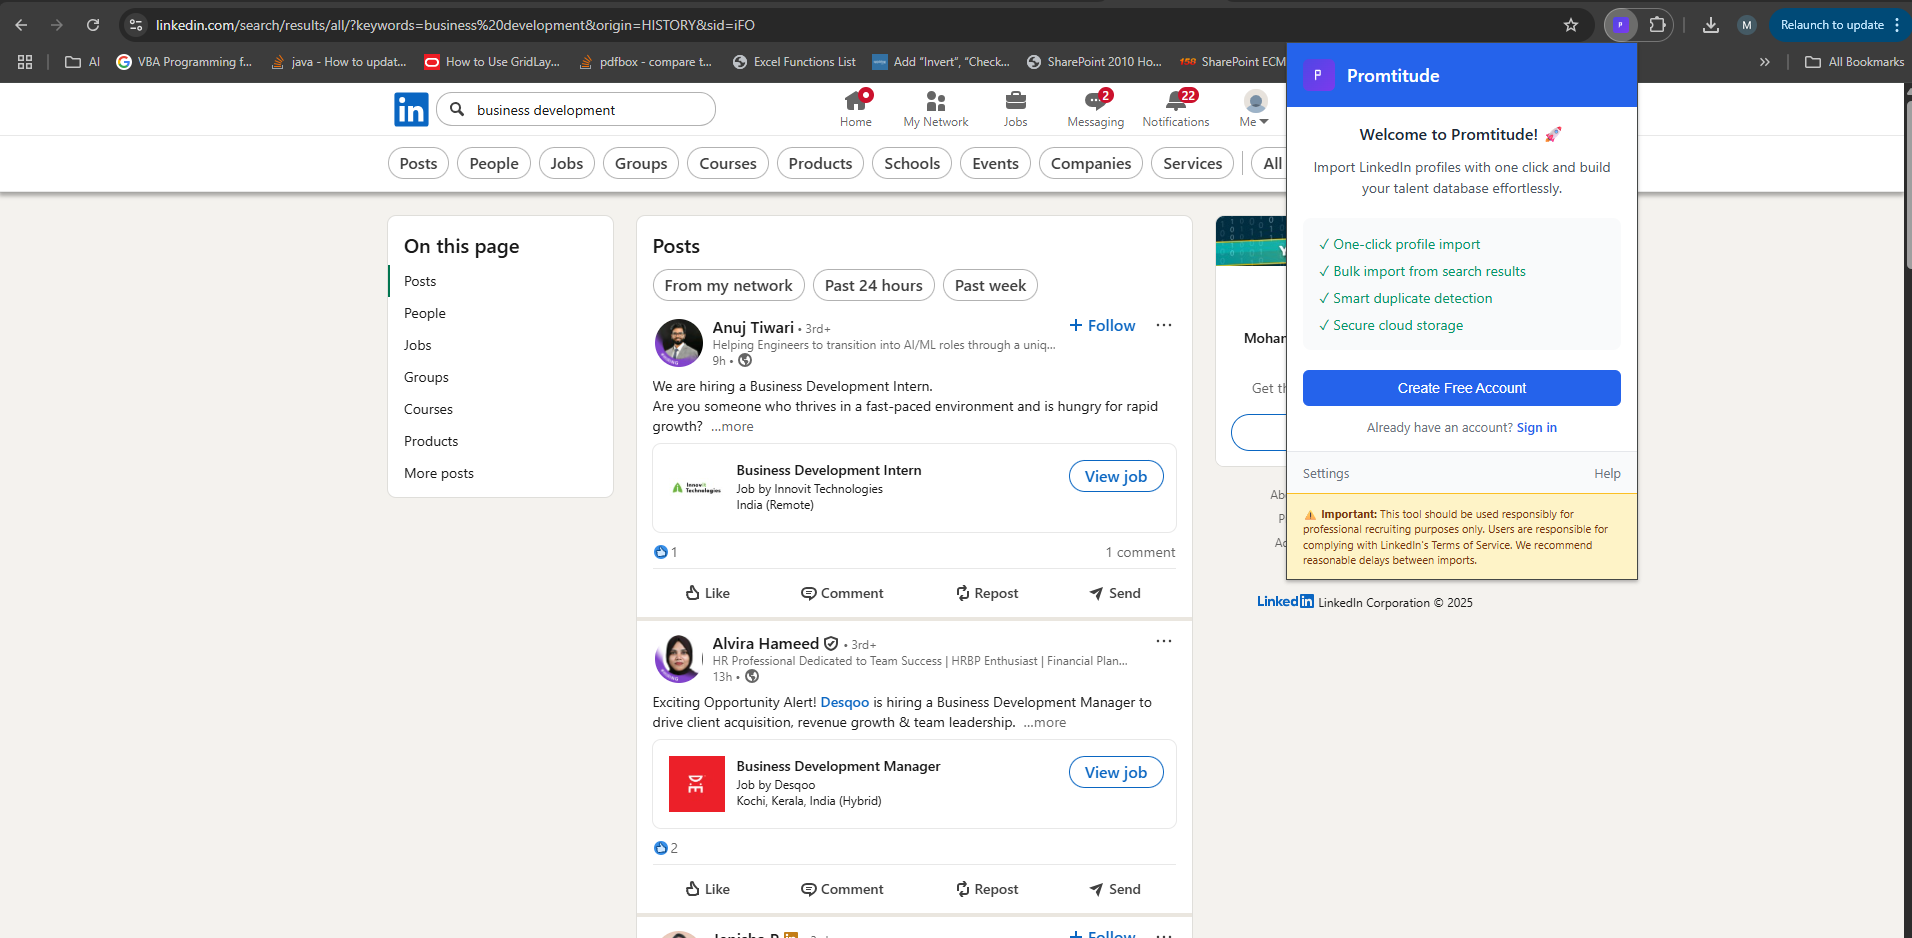 linkedin.com/search/results/all/?keywords=business%20development&origin=HISTORY&sid=iFO
P
M
Relaunch to update
AI
VBA Programming f...
java - How to updat...
How to Use GridLay...
pdfbox - compare t...
Excel Functions List
Add "Invert", "Check...
SharePoint 2010 Ho...
SharePoint ECM
»
All Bookmarks
P Promtitude
in
business development
Home
My Network
Jobs
2
Messaging
22
Notifications
Me
Posts
People
Jobs
Groups
Courses
Products
Schools
Events
Companies
Services
All
Welcome to Promtitude! 🚀
Import LinkedIn profiles with one click and build
your talent database effortlessly.
✓ One-click profile import
✓ Bulk import from search results
✓ Smart duplicate detection
✓ Secure cloud storage
Create Free Account
Already have an account? Sign in
Settings
Help
⚠️ Important: This tool should be used responsibly for
professional recruiting purposes only. Users are responsible for
complying with LinkedIn's Terms of Service. We recommend
reasonable delays between imports.
On this page
Posts
People
Jobs
Groups
Courses
Products
More posts
Posts
From my network
Past 24 hours
Past week
Anuj Tiwari • 3rd+
Helping Engineers to transition into AI/ML roles through a uniq...
9h •
+ Follow
...
We are hiring a Business Development Intern.
Are you someone who thrives in a fast-paced environment and is hungry for rapid
growth? ...more
Innovit
Technologies
Business Development Intern
Job by Innovit Technologies
India (Remote)
View job
1
1 comment
Like
Comment
Repost
Send
Alvira Hameed • 3rd+
HR Professional Dedicated to Team Success | HRBP Enthusiast | Financial Plan...
13h •
...
Exciting Opportunity Alert! Desqoo is hiring a Business Development Manager to
drive client acquisition, revenue growth & team leadership. ...more
Business Development Manager
Job by Desqoo
Kochi, Kerala, India (Hybrid)
View job
2
Like
Comment
Repost
Send
+ Follow
...
Y
Mohar
Get th
Ab
P
Ac
LinkedIn LinkedIn Corporation © 2025